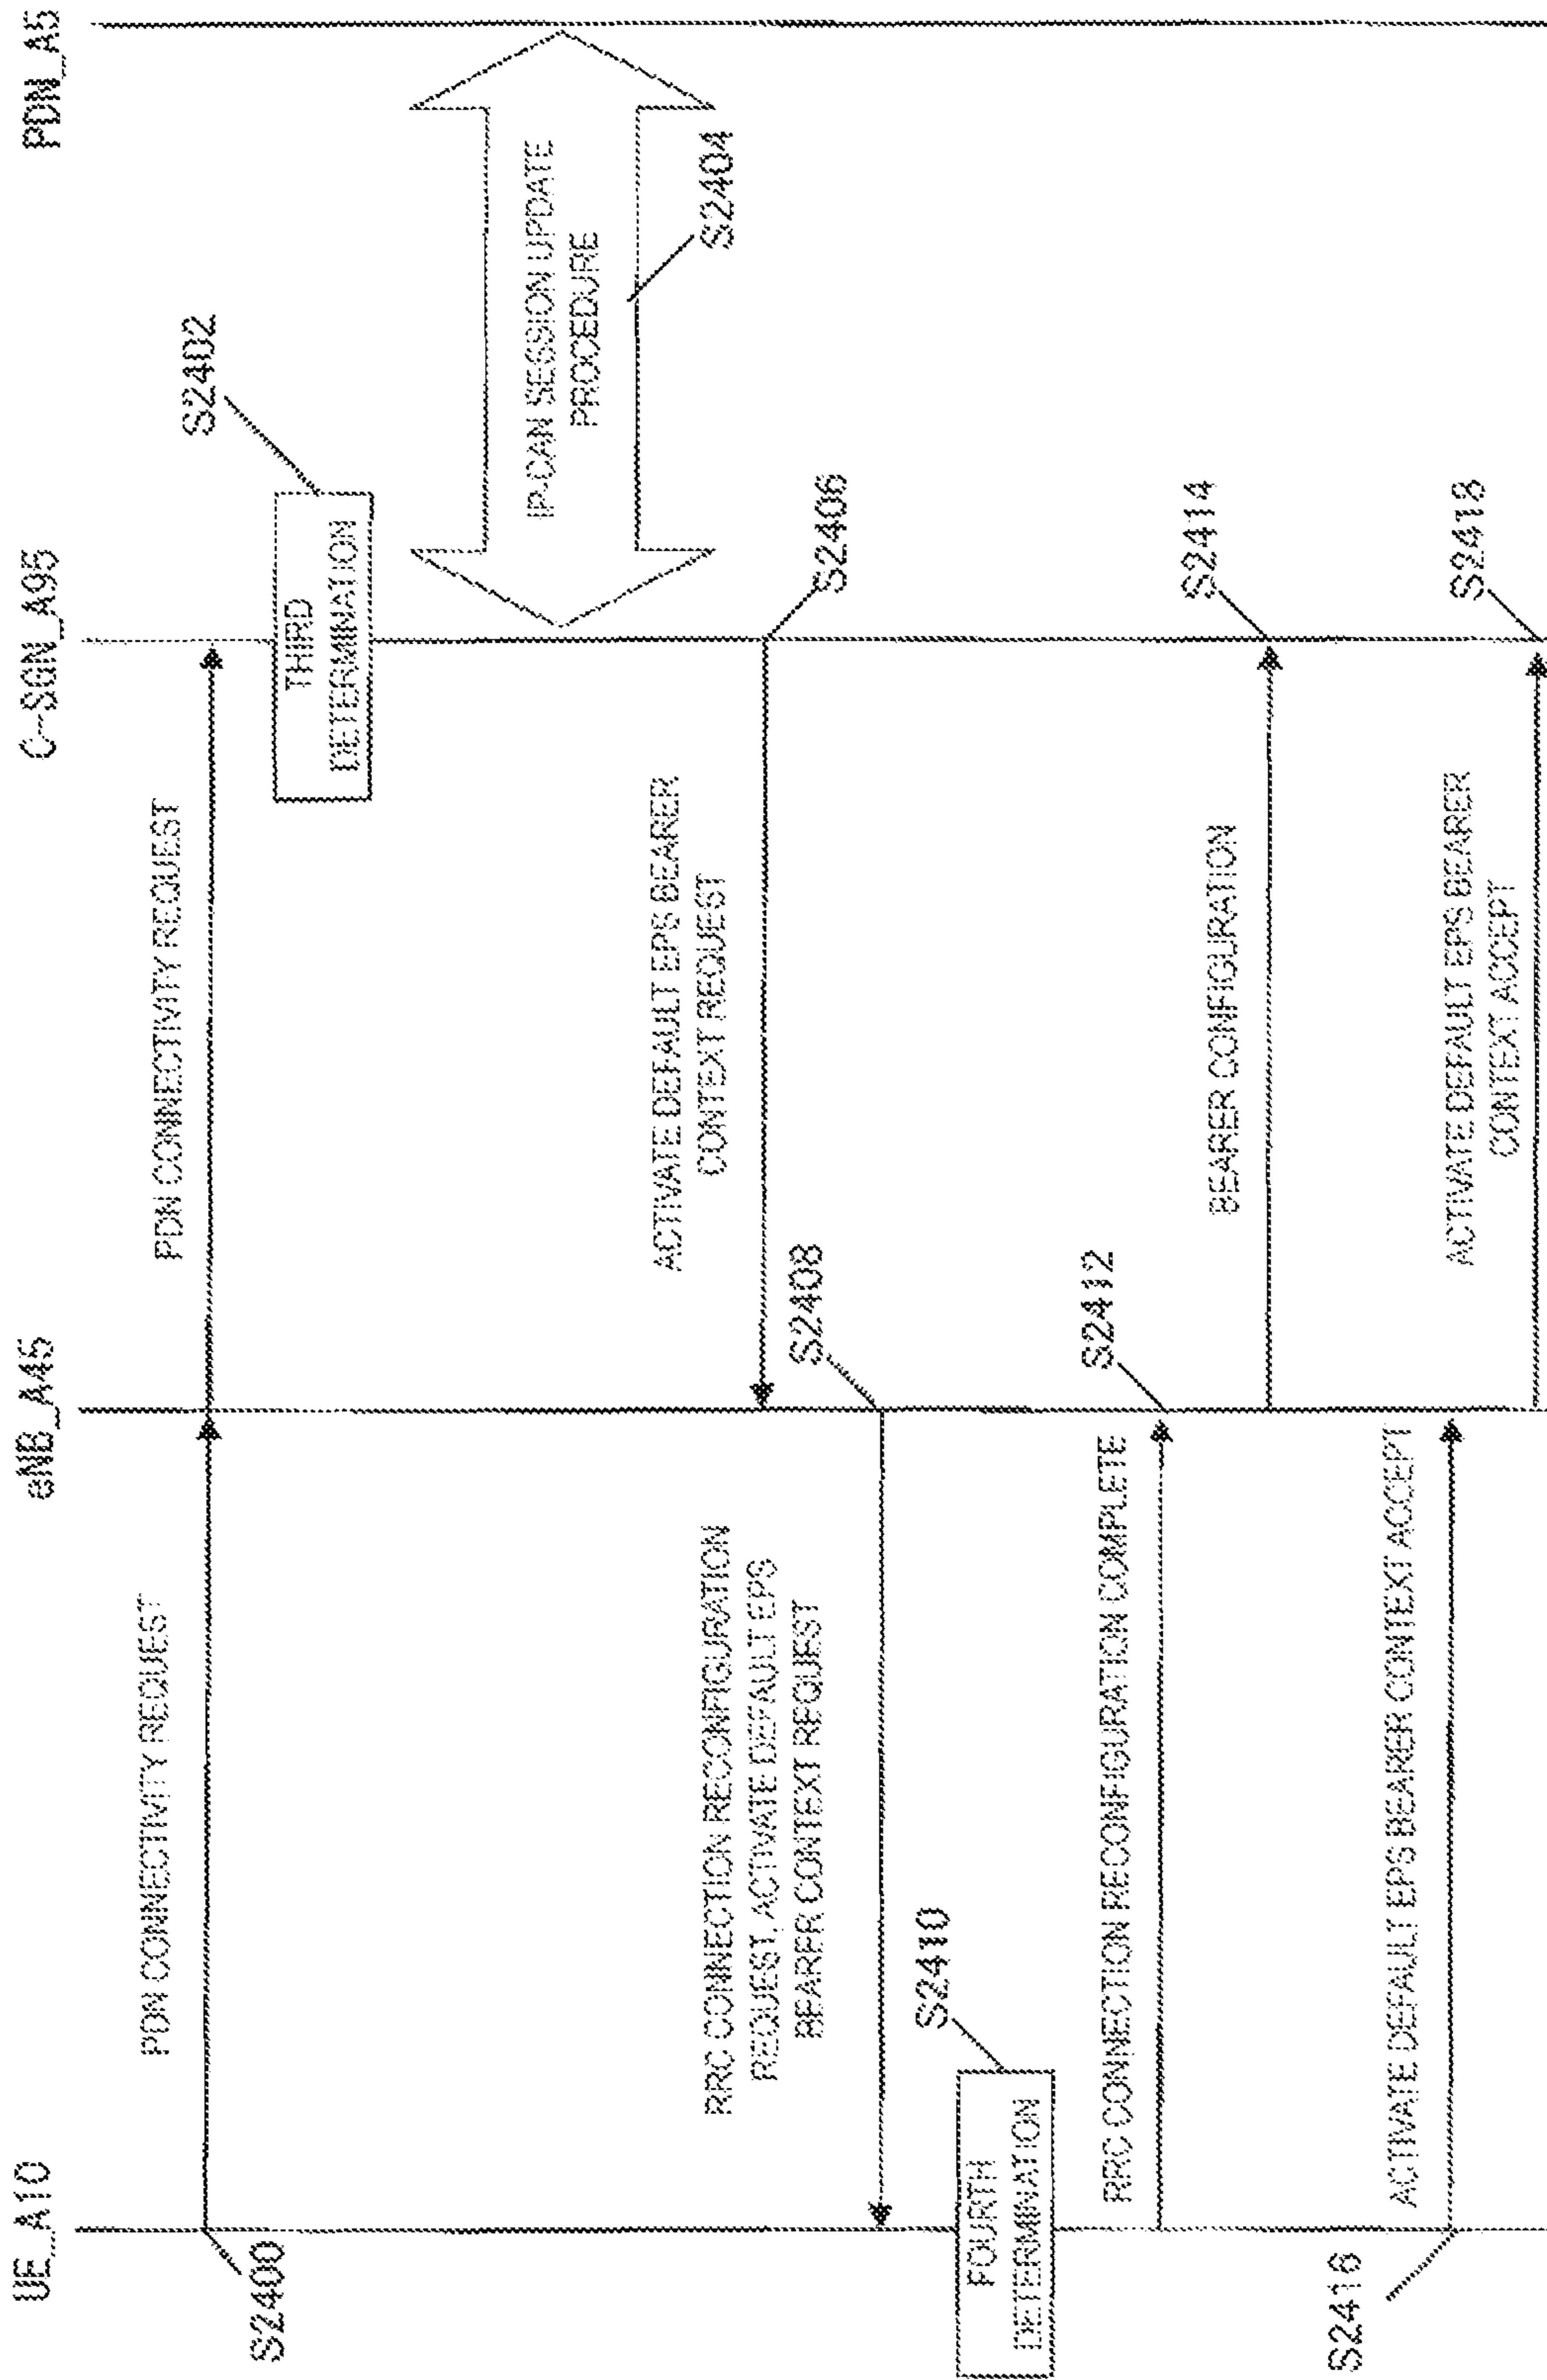 UE_A10
eNB_A45
C-SGN_A95
PDN_A5
PDN CONNECTIVITY REQUEST
PDN CONNECTIVITY REQUEST
S2400
THIRD
DETERMINATION
S2402
IP-CAN SESSION UPDATE
PROCEDURE
S2404
ACTIVATE DEFAULT EPS BEARER
CONTEXT REQUEST
S2406
RRC CONNECTION RECONFIGURATION
REQUEST, ACTIVATE DEFAULT EPS
BEARER CONTEXT REQUEST
S2408
FOURTH
DETERMINATION
S2410
RRC CONNECTION RECONFIGURATION COMPLETE
S2412
BEARER CONFIGURATION
S2414
ACTIVATE DEFAULT EPS BEARER CONTEXT ACCEPT
S2416
ACTIVATE DEFAULT EPS BEARER
CONTEXT ACCEPT
S2418